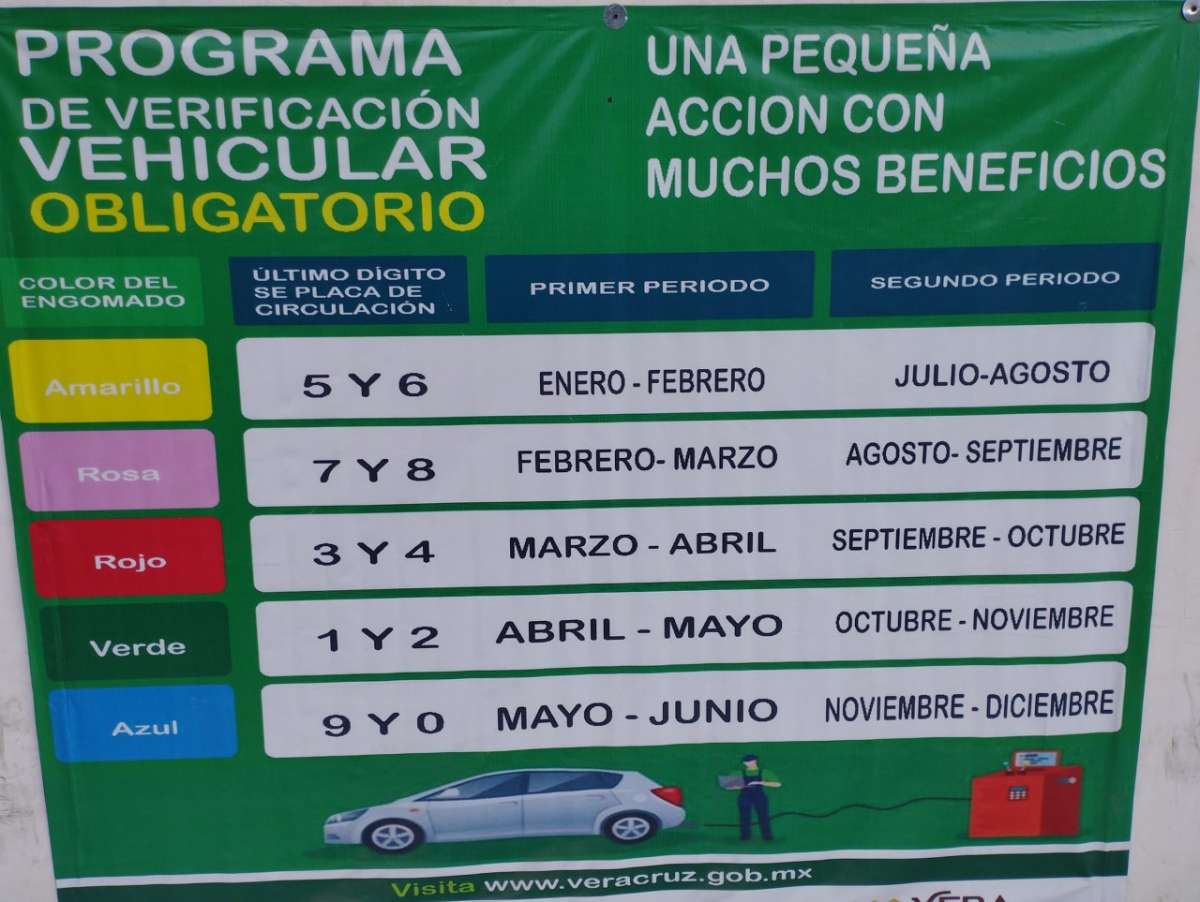 PROGRAMA
DE VERIFICACIÓN
VEHICULAR
OBLIGATORIO
UNA PEQUEÑA
ACCION CON
MUCHOS BENEFICIOS
COLOR DEL
ENGOMADO
ÚLTIMO DÍGITO
SE PLACA DE
CIRCULACIÓN
PRIMER PERIODO
SEGUNDO PERIODO
Amarillo
5 Y 6
ENERO - FEBRERO
JULIO-AGOSTO
Rosa
7 Y 8
FEBRERO- MARZO
AGOSTO- SEPTIEMBRE
Rojo
3 Y 4
MARZO - ABRIL
SEPTIEMBRE - OCTUBRE
Verde
1 Y 2
ABRIL - MAYO
OCTUBRE - NOVIEMBRE
Azul
9 Y 0
MAYO - JUNIO
NOVIEMBRE - DICIEMBRE
Visita www.veracruz.gob.mx